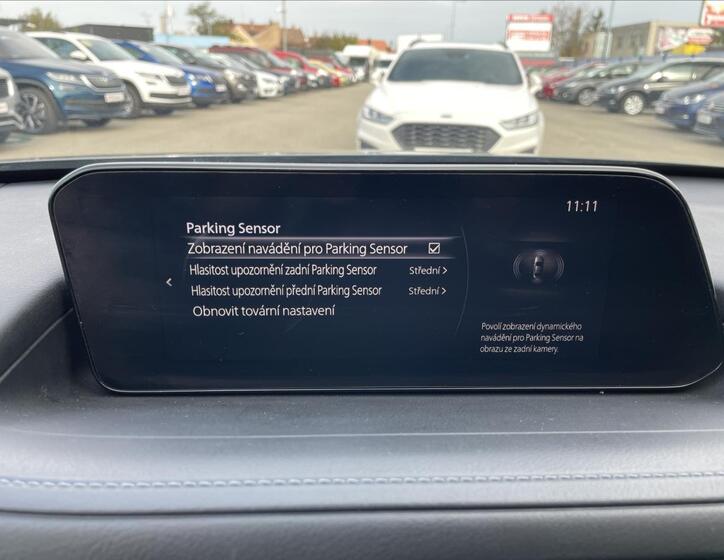 11:11
Parking Sensor
Zobrazení navádění pro Parking Sensor
Hlasitost upozornění zadní Parking Sensor Střední >
Hlasitost upozornění přední Parking Sensor Střední >
Obnovit tovární nastavení
Povolí zobrazení dynamického
navádění pro Parking Sensor na
obrazu ze zadní kamery.